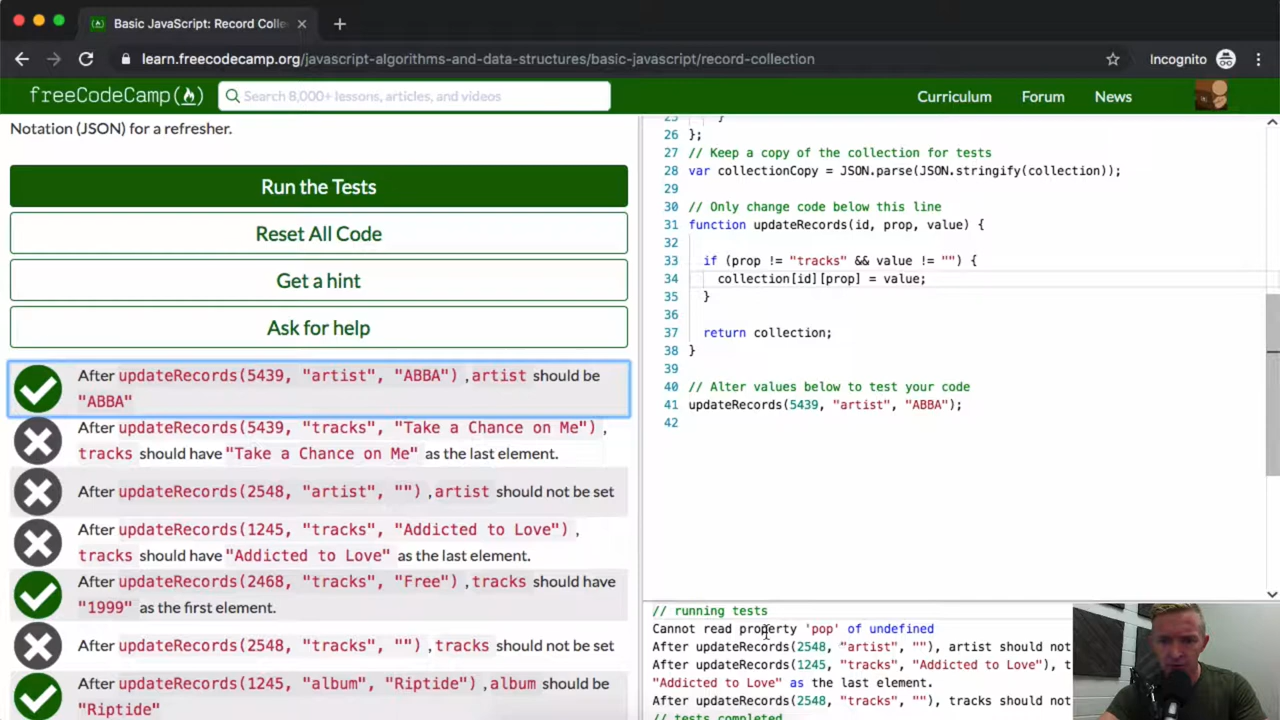 Basic JavaScript: Record Colle
learn.freecodecamp.org/javascript-algorithms-and-data-structures/basic-javascript/record-collection
Incognito
freeCodeCamp
Search 8,000+ lessons, articles, and videos
Curriculum
Forum
News
Notation (JSON) for a refresher.
Run the Tests
Reset All Code
Get a hint
Ask for help
After updateRecords(5439, "artist", "ABBA") , artist should be
"ABBA"
After updateRecords(5439, "tracks", "Take a Chance on Me") ,
tracks should have "Take a Chance on Me" as the last element.
After updateRecords(2548, "artist", "") , artist should not be set
After updateRecords(1245, "tracks", "Addicted to Love") ,
tracks should have "Addicted to Love" as the last element.
After updateRecords(2468, "tracks", "Free") , tracks should have
"1999" as the first element.
After updateRecords(2548, "tracks", "") , tracks should not be set
After updateRecords(1245, "album", "Riptide") , album should be
"Riptide"
25 }
26 };
27 // Keep a copy of the collection for tests
28 var collectionCopy = JSON.parse(JSON.stringify(collection));
29
30 // Only change code below this line
31 function updateRecords(id, prop, value) {
32
33 if (prop != "tracks" && value != "") {
34 collection[id][prop] = value;
35 }
36
37 return collection;
38 }
39
40 // Alter values below to test your code
41 updateRecords(5439, "artist", "ABBA");
42
// running tests
Cannot read property 'pop' of undefined
After updateRecords(2548, "artist", ""), artist should not
After updateRecords(1245, "tracks", "Addicted to Love"), t
"Addicted to Love" as the last element.
After updateRecords(2548, "tracks", ""), tracks should not
// tests completed